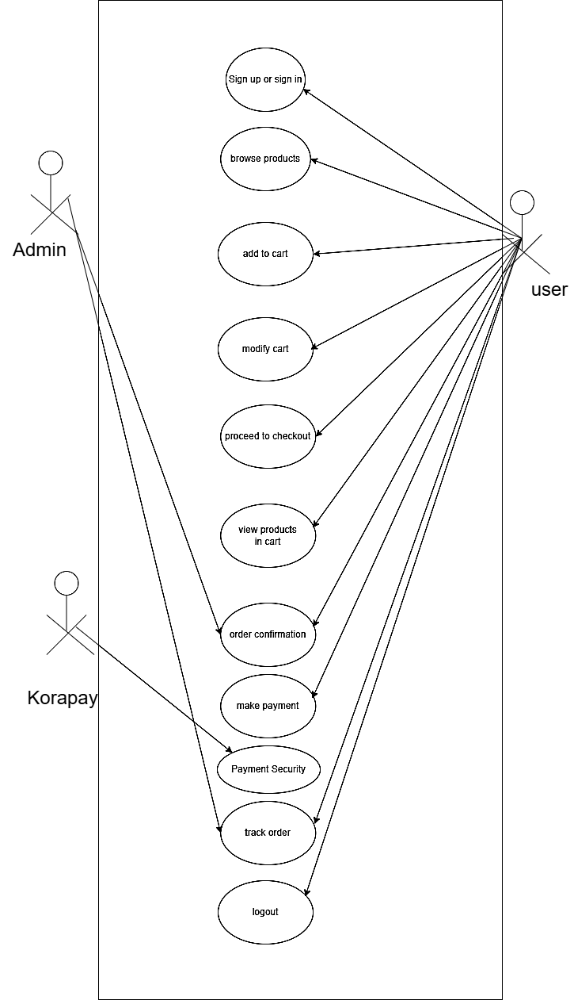 Sign up or sign in
browse products
Admin
add to cart
user
modify cart
proceed to checkout
view products
in cart
order confirmation
Korapay
make payment
Payment Security
track order
logout